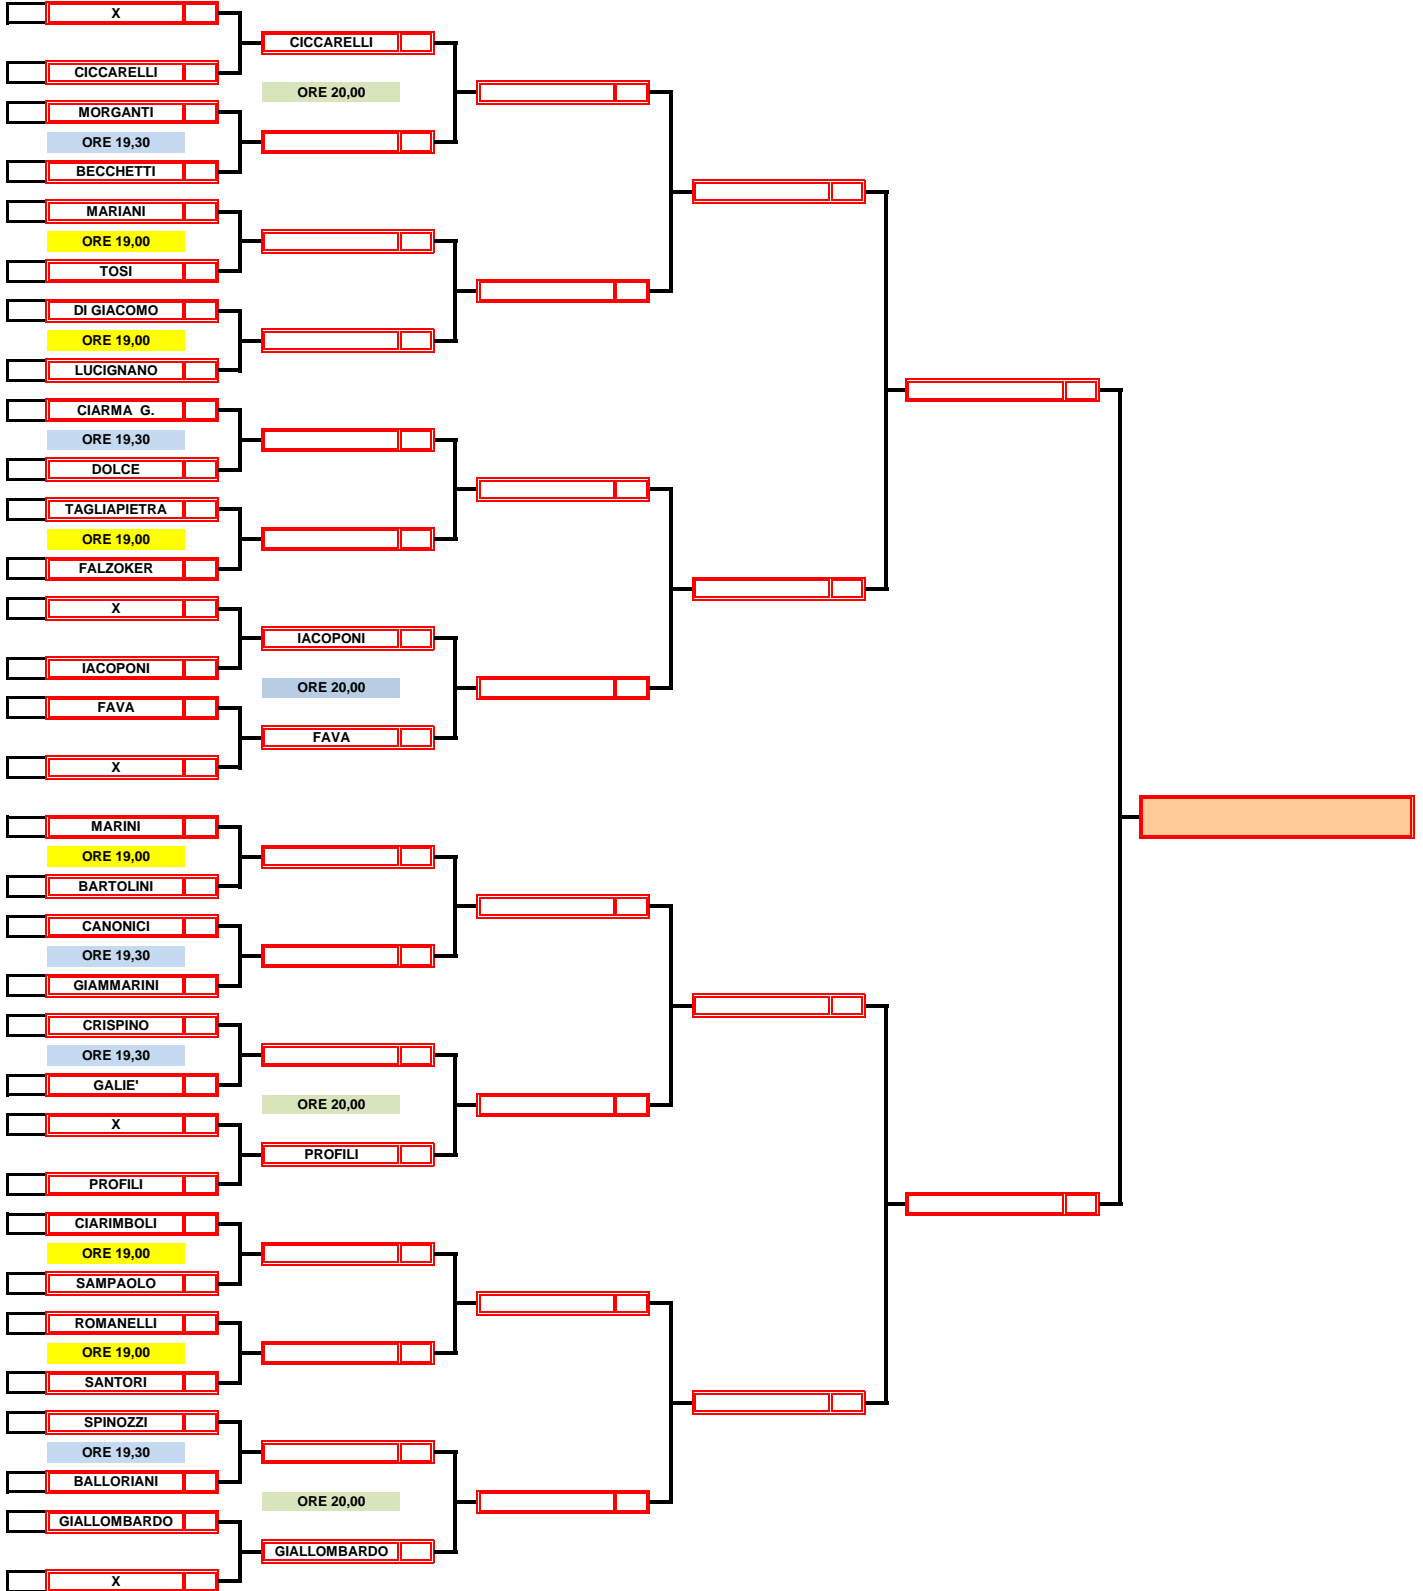 X
CICCARELLI
CICCARELLI
ORE 20,00
MORGANTI
ORE 19,30
BECCHETTI
MARIANI
ORE 19,00
TOSI
DI GIACOMO
ORE 19,00
LUCIGNANO
CIARMA  G.
ORE 19,30
DOLCE
TAGLIAPIETRA
ORE 19,00
FALZOKER
X
IACOPONI
IACOPONI
ORE 20,00
FAVA
FAVA
X
MARINI
ORE 19,00
BARTOLINI
CANONICI
ORE 19,30
GIAMMARINI
CRISPINO
ORE 19,30
GALIE'
ORE 20,00
X
PROFILI
PROFILI
CIARIMBOLI
ORE 19,00
SAMPAOLO
ROMANELLI
ORE 19,00
SANTORI
SPINOZZI
ORE 19,30
BALLORIANI
ORE 20,00
GIALLOMBARDO
GIALLOMBARDO
X